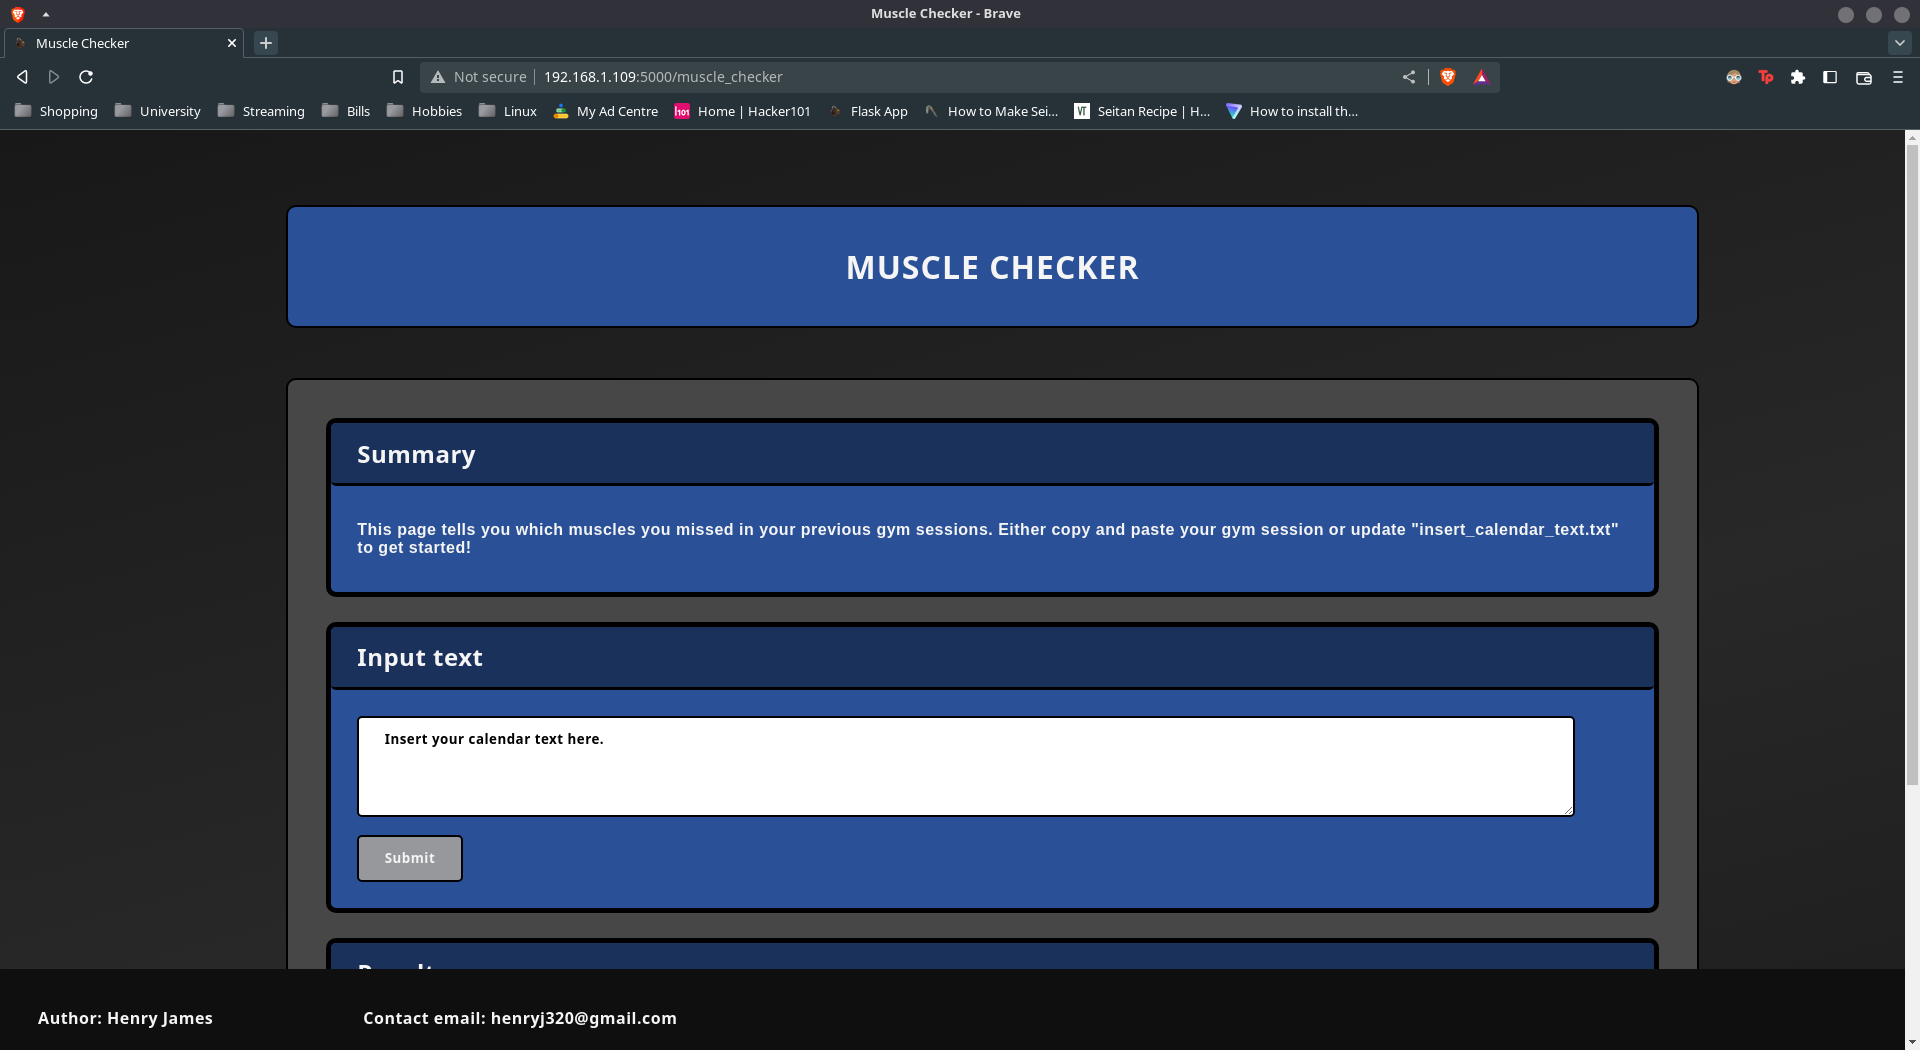 Muscle Checker - Brave
Muscle Checker
Not secure 192.168.1.109:5000/muscle_checker
Tp
Shopping University Streaming Bills Hobbies Linux My Ad Centre Home | Hacker101 Flask App How to Make Sei... VT Seitan Recipe | H... How to install th...
MUSCLE CHECKER
Summary
This page tells you which muscles you missed in your previous gym sessions. Either copy and paste your gym session or update "insert_calendar_text.txt"
to get started!
Input text
Insert your calendar text here.
Submit
Author: Henry James
Contact email: henryj320@gmail.com